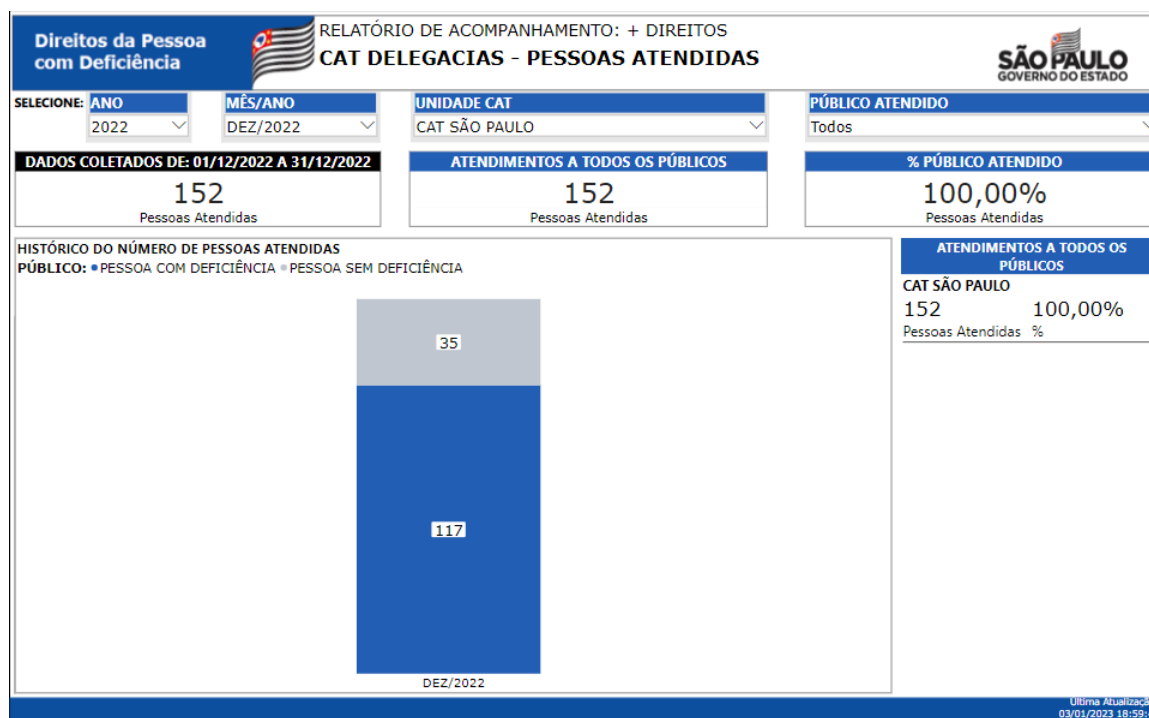 Direitos da Pessoa
com Deficiência
RELATÓRIO DE ACOMPANHAMENTO: + DIREITOS
CAT DELEGACIAS - PESSOAS ATENDIDAS
SÃO PAULO
GOVERNO DO ESTADO
SELECIONE: ANO MÊS/ANO UNIDADE CAT PÚBLICO ATENDIDO
2022 DEZ/2022 CAT SÃO PAULO Todos
DADOS COLETADOS DE: 01/12/2022 A 31/12/2022
152
Pessoas Atendidas
ATENDIMENTOS A TODOS OS PÚBLICOS
152
Pessoas Atendidas
% PÚBLICO ATENDIDO
100,00%
Pessoas Atendidas
HISTÓRICO DO NÚMERO DE PESSOAS ATENDIDAS
PÚBLICO: PESSOA COM DEFICIÊNCIA PESSOA SEM DEFICIÊNCIA
35
117
DEZ/2022
ATENDIMENTOS A TODOS OS
PÚBLICOS
CAT SÃO PAULO
152 100,00%
Pessoas Atendidas %
Última
03/01/2023